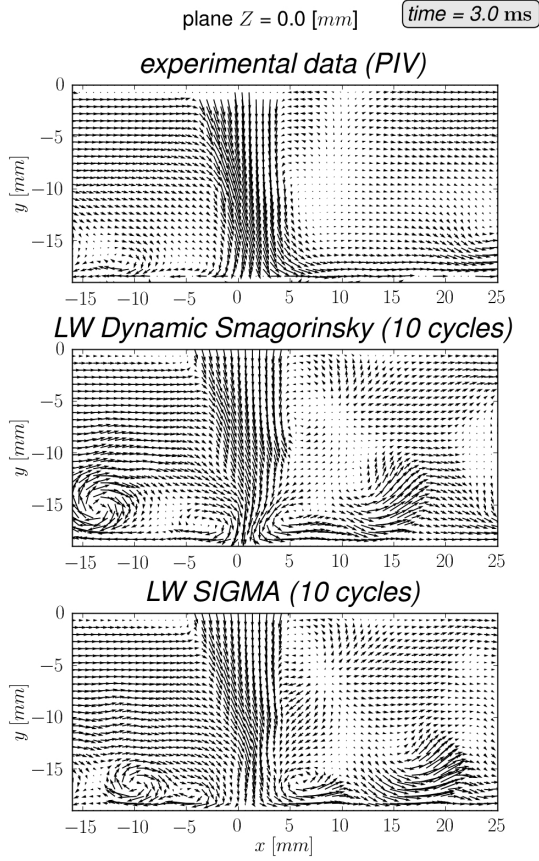 plane Z = 0.0 [mm]
time = 3.0 ms
experimental data (PIV)
0
−5
−10
−15
y [mm]
−15 −10 −5 0 5 10 15 20 25
LW Dynamic Smagorinsky (10 cycles)
0
−5
−10
−15
y [mm]
−15 −10 −5 0 5 10 15 20 25
LW SIGMA (10 cycles)
0
−5
−10
−15
y [mm]
−15 −10 −5 0 5 10 15 20 25
x [mm]